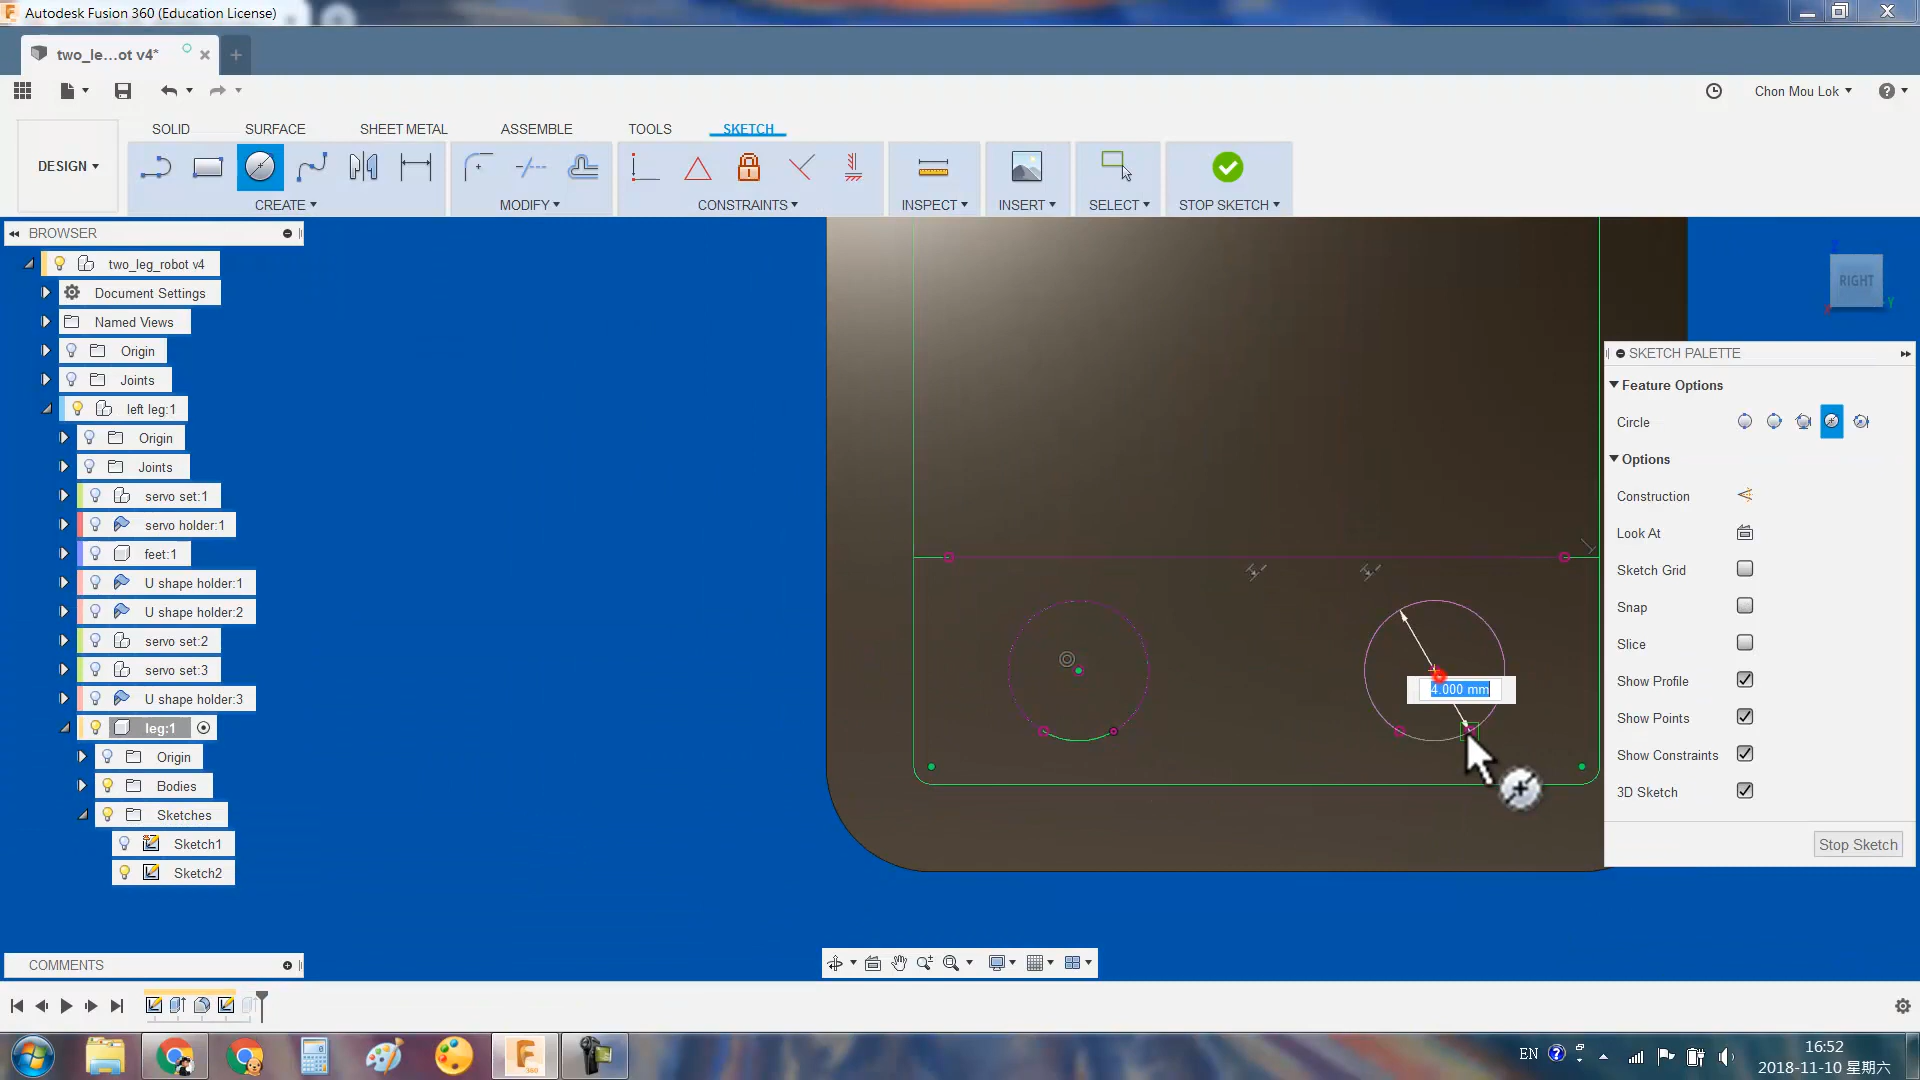 Autodesk Fusion 360 (Education License)
two_le...ot v4*
Chon Mou Lok
SOLID
SURFACE
SHEET METAL
ASSEMBLE
TOOLS
SKETCH
DESIGN
CREATE
MODIFY
CONSTRAINTS
INSPECT
INSERT
SELECT
STOP SKETCH
BROWSER
two_leg_robot v4
Document Settings
Named Views
Origin
Joints
left leg:1
Origin
Joints
servo set:1
servo holder:1
feet:1
U shape holder:1
U shape holder:2
servo set:2
servo set:3
U shape holder:3
leg:1
Origin
Bodies
Sketches
Sketch1
Sketch2
RIGHT
Y
4.000 mm
SKETCH PALETTE
Feature Options
Circle
Options
Construction
Look At
Sketch Grid
Snap
Slice
Show Profile
Show Points
Show Constraints
3D Sketch
Stop Sketch
COMMENTS
EN
16:52
2018-11-10 星期六